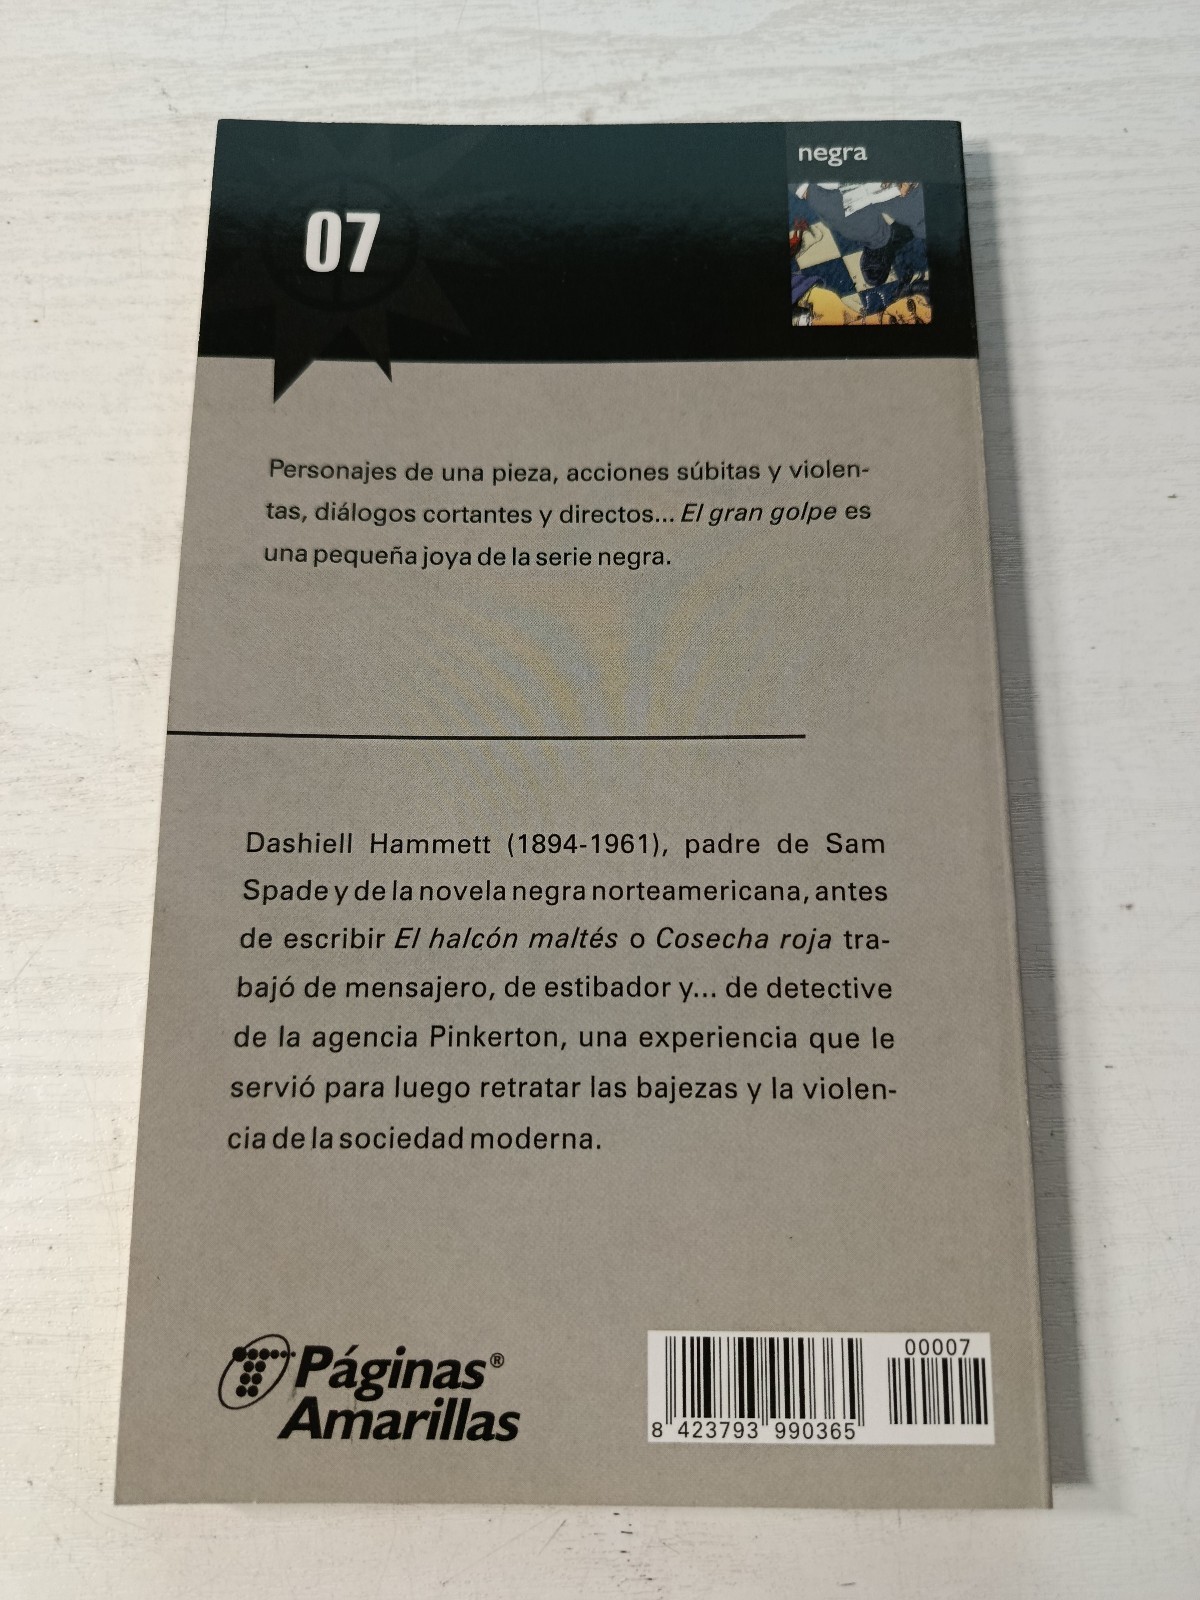 negra
07
Personajes de una pieza, acciones súbitas y violen-
tas, diálogos cortantes y directos... El gran golpe es
una pequeña joya de la serie negra.
Dashiell Hammett (1894-1961), padre de Sam
Spade y de la novela negra norteamericana, antes
de escribir El halcón maltés o Cosecha roja tra-
bajó de mensajero, de estibador y... de detective
de la agencia Pinkerton, una experiencia que le
servió para luego retratar las bajezas y la violen-
cia de la sociedad moderna.
Páginas®
Amarillas
00007
8 423793 990365